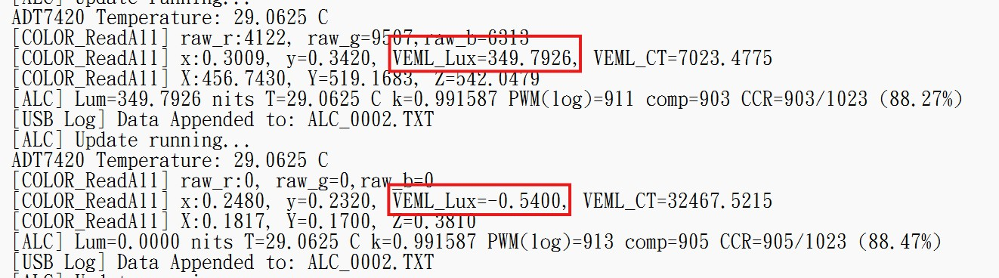 [ALC] Update running...
ADT7420 Temperature: 29.0625 C
[COLOR_ReadAll] raw_r:4122, raw_g=9507,raw_b=6313
[COLOR_ReadAll] x:0.3009, y=0.3420, VEML_Lux=349.7926, VEML_CT=7023.4775
[COLOR_ReadAll] X:456.7430, Y=519.1683, Z=542.0479
[ALC] Lum=349.7926 nits T=29.0625 C k=0.991587 PWM(log)=911 comp=903 CCR=903/1023 (88.27%)
[USB Log] Data Appended to: ALC_0002.TXT
[ALC] Update running...
ADT7420 Temperature: 29.0625 C
[COLOR_ReadAll] raw_r:0, raw_g=0,raw_b=0
[COLOR_ReadAll] x:0.2480, y=0.2320, VEML_Lux=-0.5400, VEML_CT=32467.5215
[COLOR_ReadAll] X:0.1817, Y=0.1700, Z=0.3810
[ALC] Lum=0.0000 nits T=29.0625 C k=0.991587 PWM(log)=913 comp=905 CCR=905/1023 (88.47%)
[USB Log] Data Appended to: ALC_0002.TXT